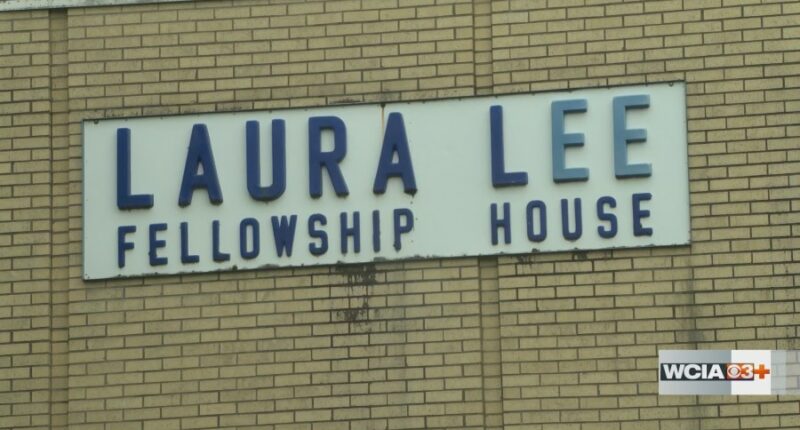 LAURA LEE
FELLOWSHIP HOUSE
WCIA 3+